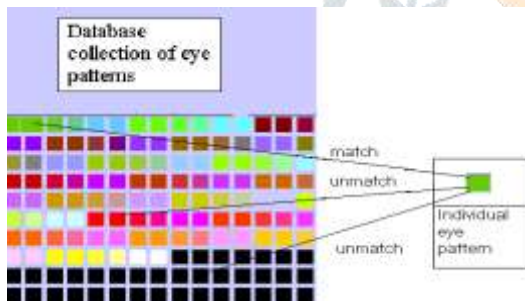 Database
collection of eye
patterns
match
unmatch
unmatch
Individual
eye
pattern